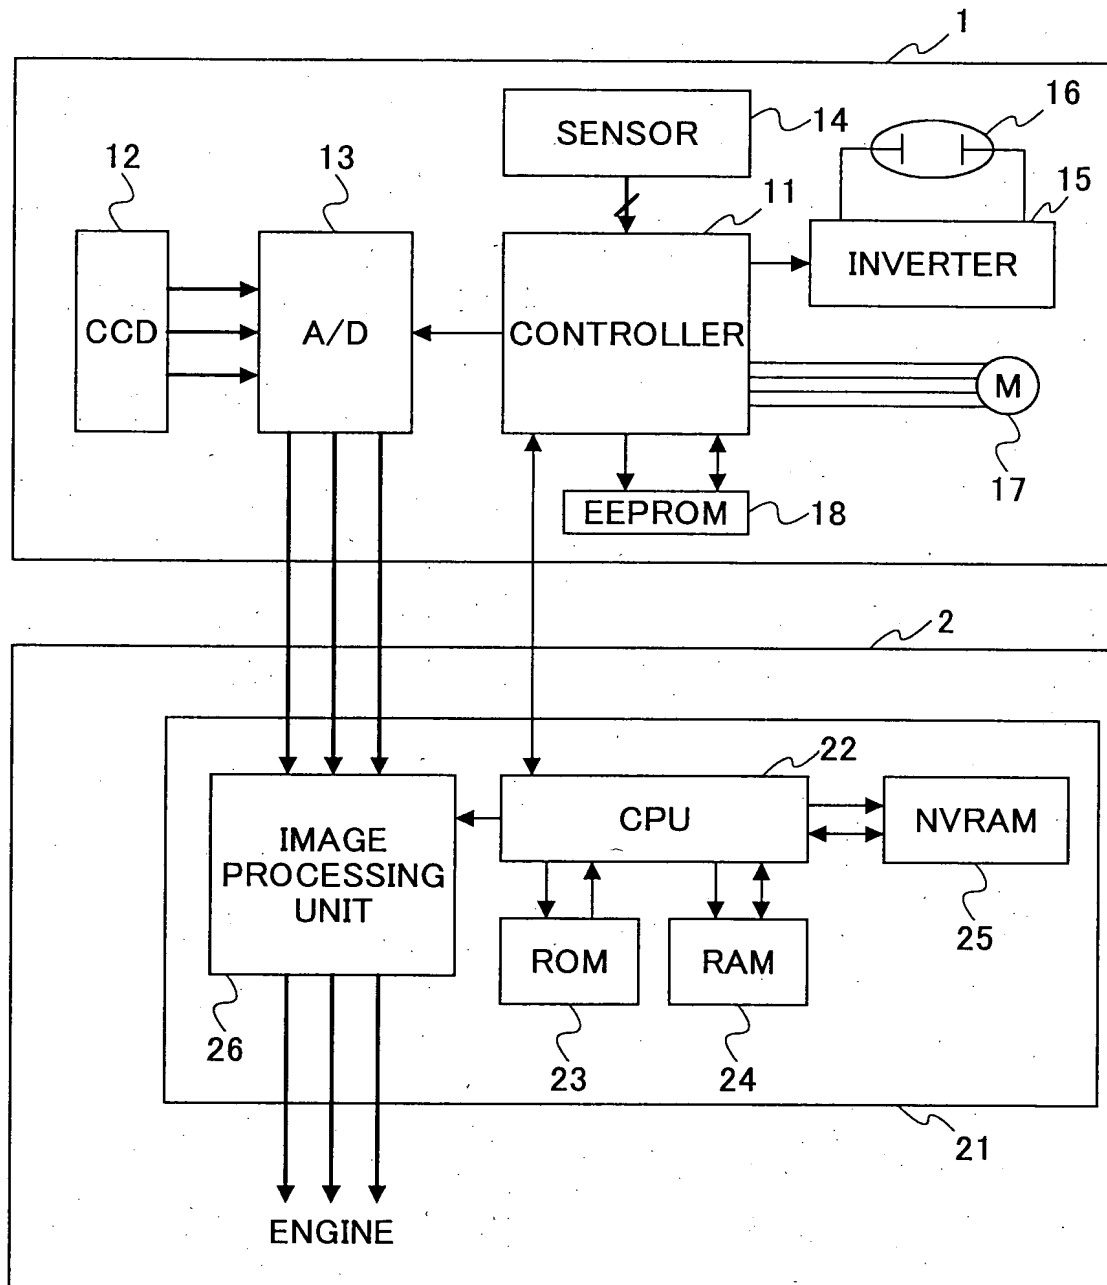 1
SENSOR
14
16
12
13
11
15
CCD
A/D
CONTROLLER
INVERTER
M
17
EEPROM
18
2
22
IMAGE
PROCESSING
UNIT
CPU
NVRAM
25
ROM
RAM
26
23
24
21
ENGINE